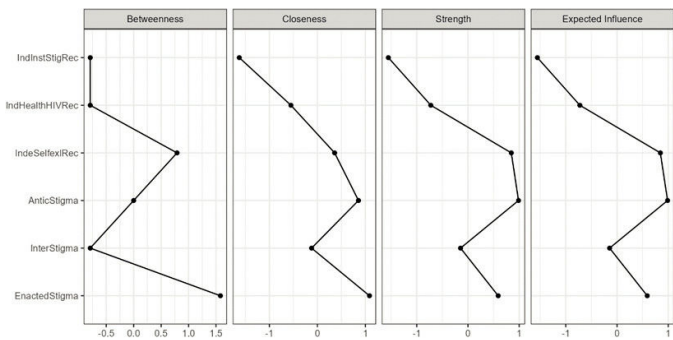 Betweenness Closeness Strength Expected Influence
IndInstStigRec
IndHealthHIVRec
IndeSelfexlRec
AnticStigma
InterStigma
EnactedStigma
-0.5 0.0 0.5 1.0 1.5 -1 0 1 -1 0 1 -1 0 1